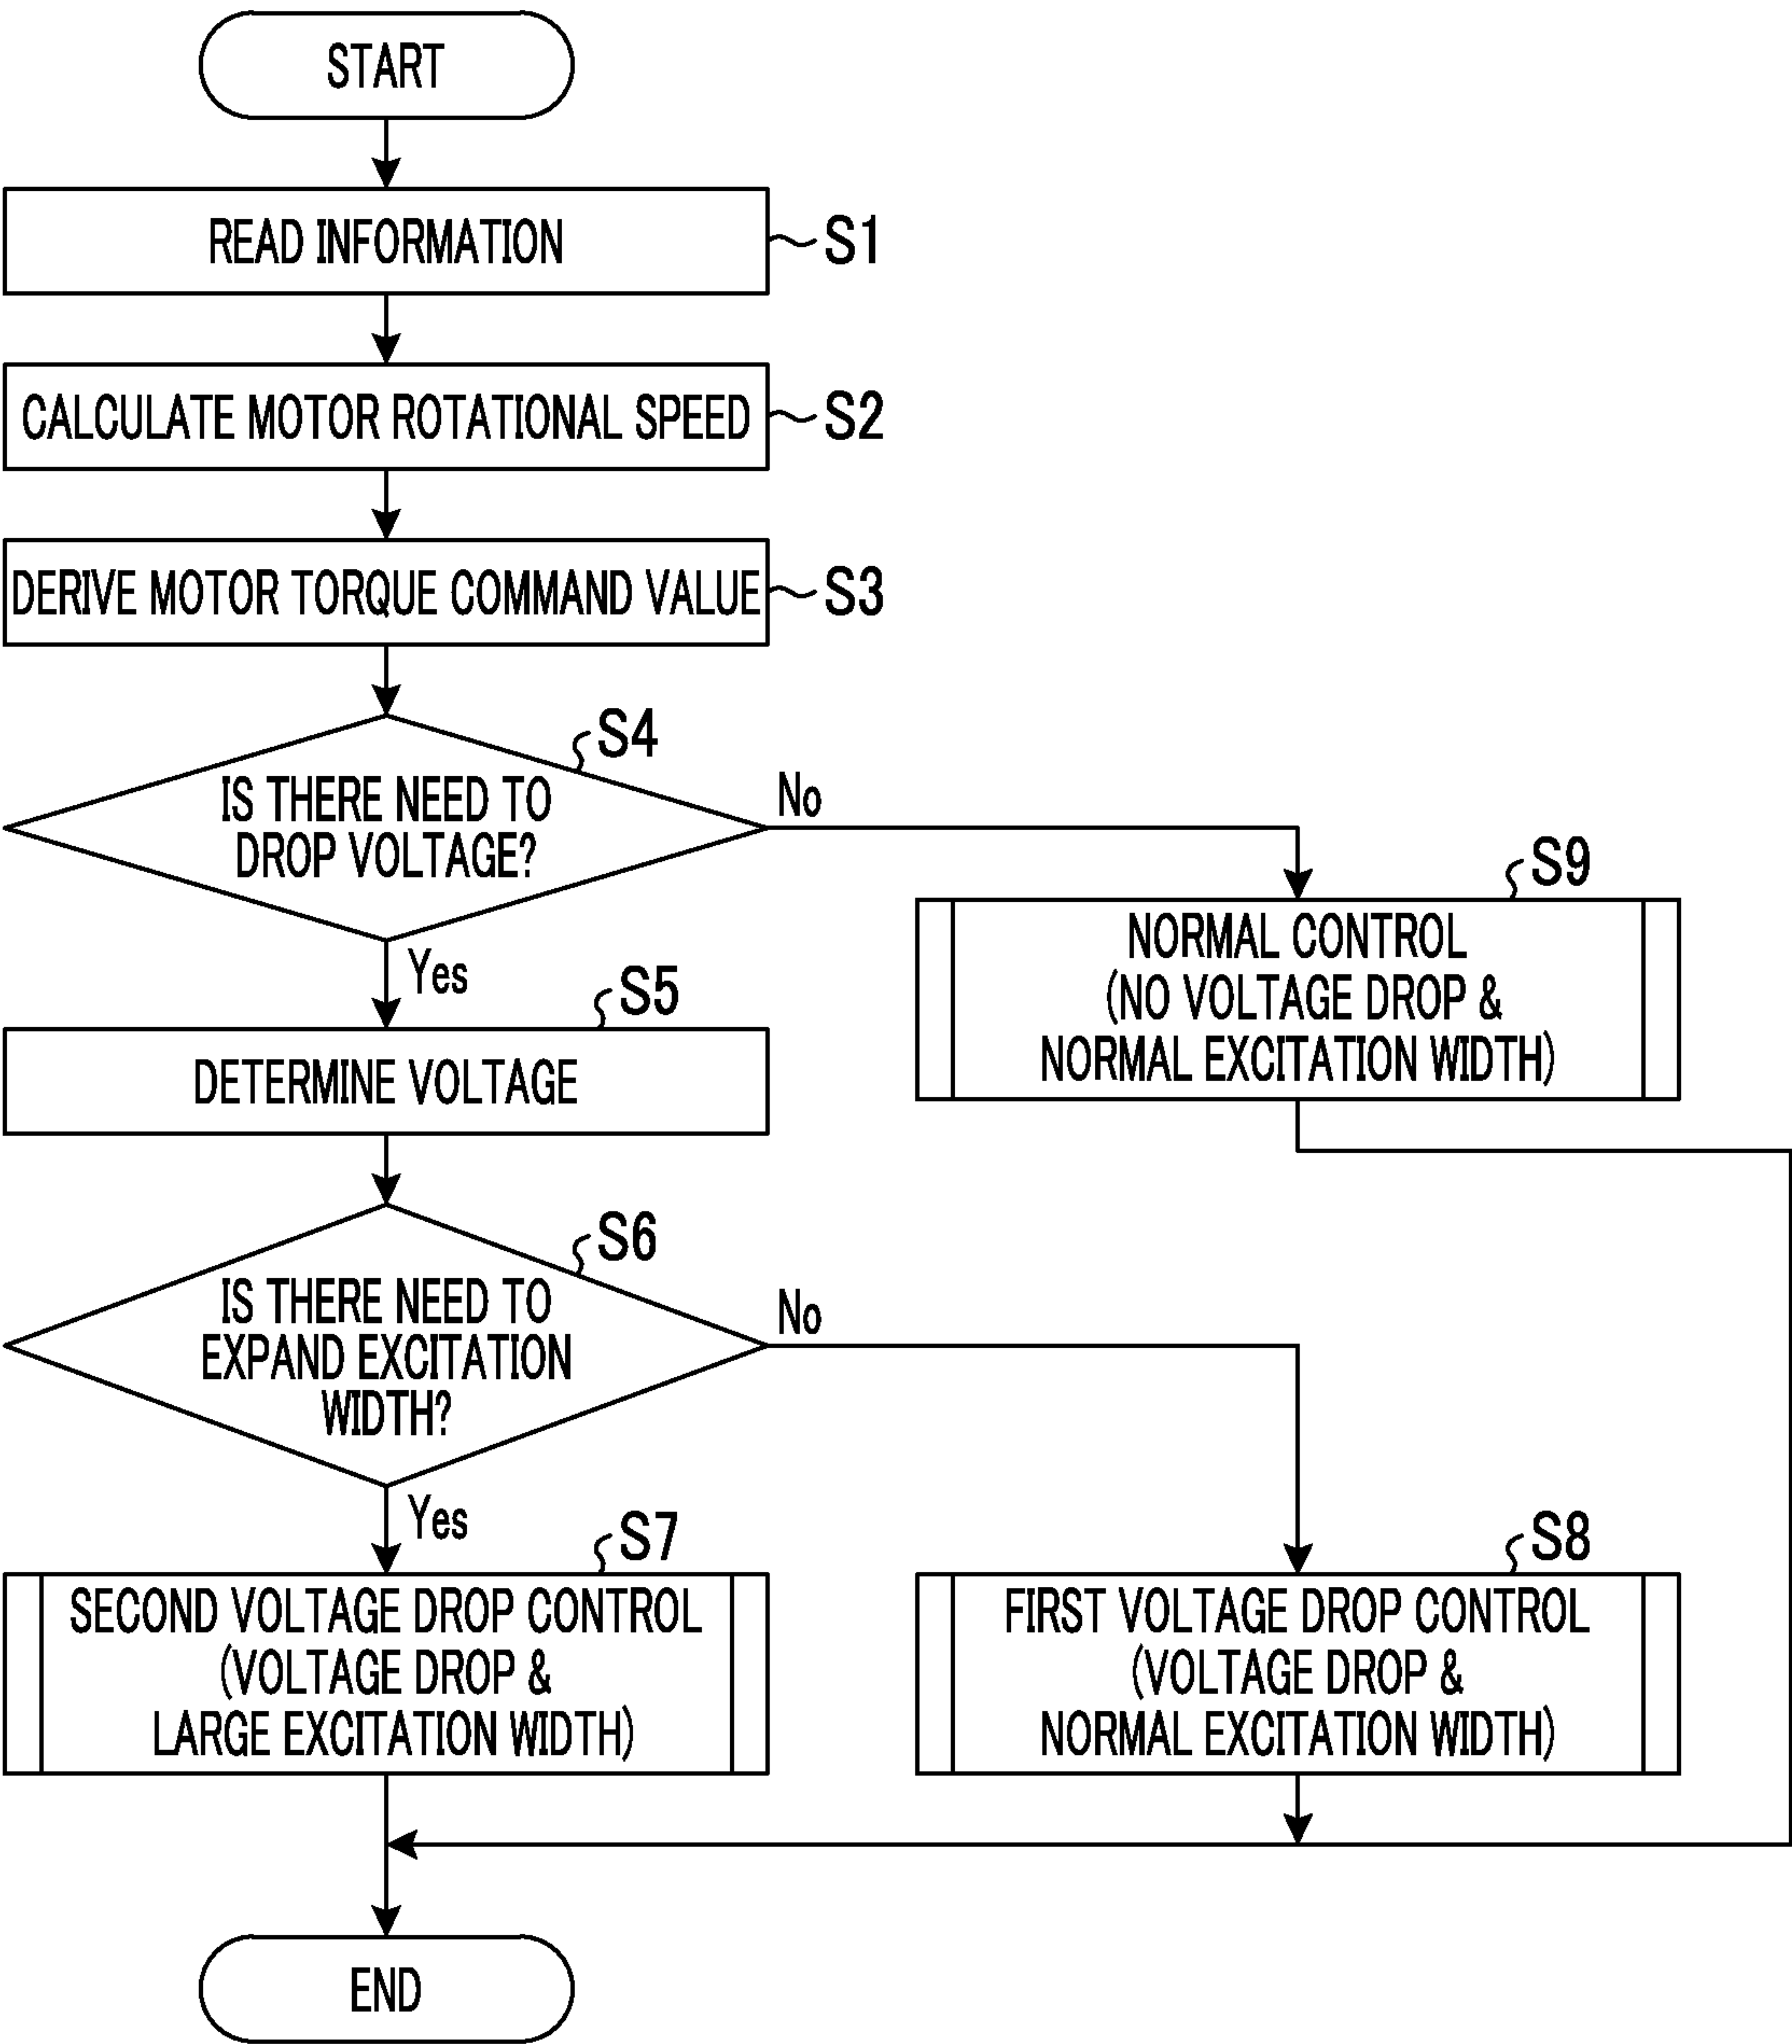 START
READ INFORMATION
S1
CALCULATE MOTOR ROTATIONAL SPEED
S2
DERIVE MOTOR TORQUE COMMAND VALUE
S3
S4
IS THERE NEED TO
DROP VOLTAGE?
No
Yes
S9
NORMAL CONTROL
(NO VOLTAGE DROP &
NORMAL EXCITATION WIDTH)
S5
DETERMINE VOLTAGE
S6
IS THERE NEED TO
EXPAND EXCITATION
WIDTH?
No
Yes
S7
SECOND VOLTAGE DROP CONTROL
(VOLTAGE DROP &
LARGE EXCITATION WIDTH)
S8
FIRST VOLTAGE DROP CONTROL
(VOLTAGE DROP &
NORMAL EXCITATION WIDTH)
END